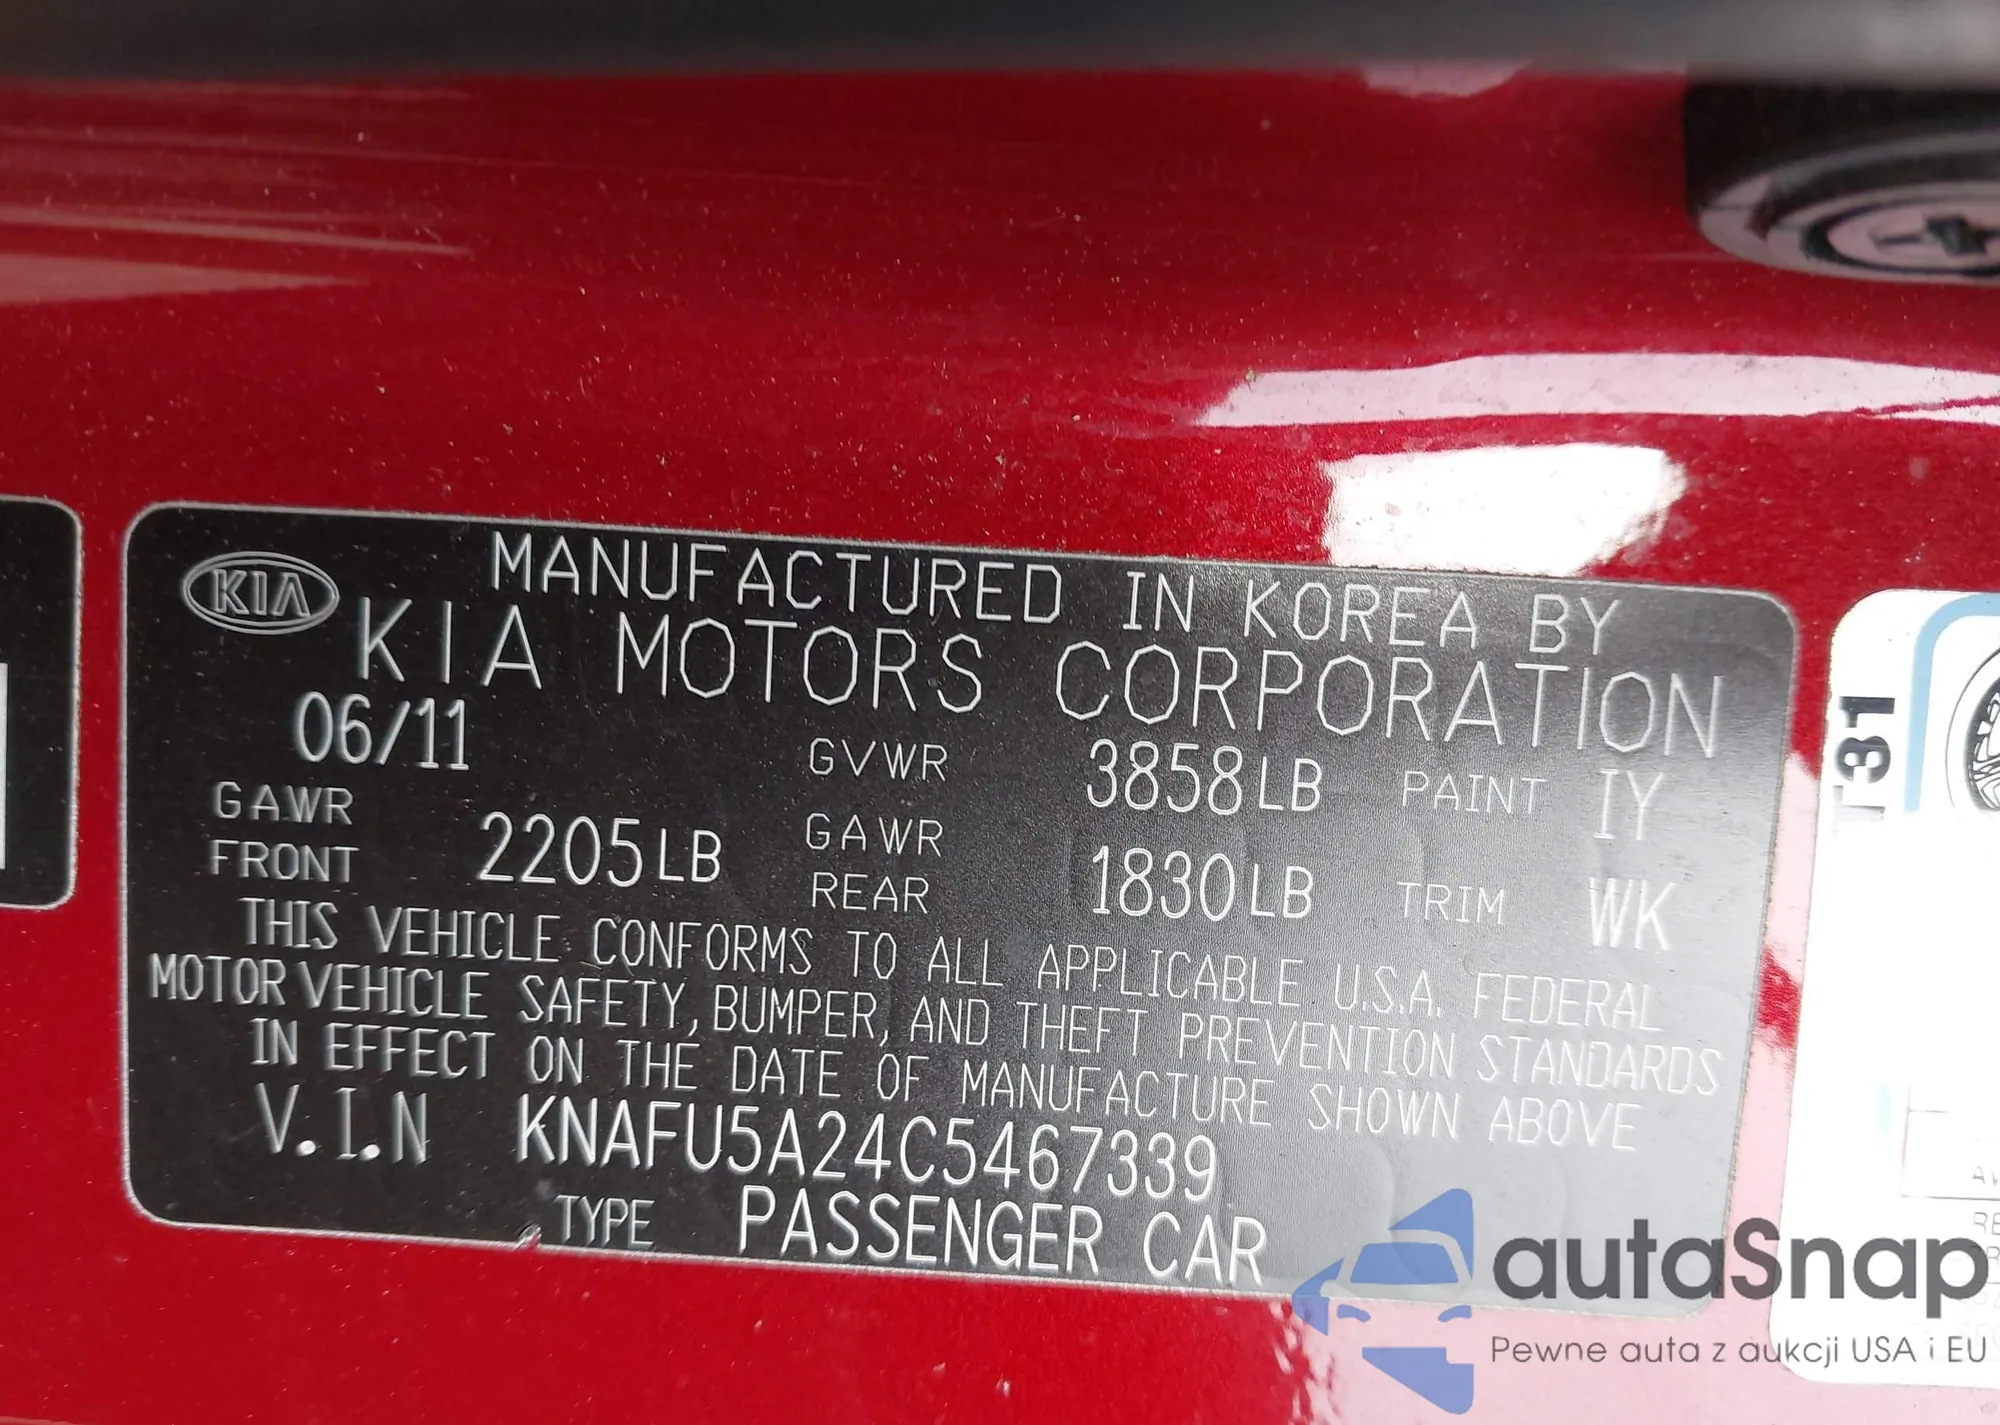 KIA
MANUFACTURED IN KOREA BY
KIA MOTORS CORPORATION
06/11 GVWR 3858LB PAINT IY
GAWR FRONT 2205LB GAWR REAR 1830LB TRIM WK
THIS VEHICLE CONFORMS TO ALL APPLICABLE U.S.A. FEDERAL
MOTOR VEHICLE SAFETY, BUMPER, AND THEFT PREVENTION STANDARDS
IN EFFECT ON THE DATE OF MANUFACTURE SHOWN ABOVE
V.I.N KNAFU5A24C5467339
TYPE PASSENGER CAR
T31
autaSnap
Pewne auta z aukcji USA i EU